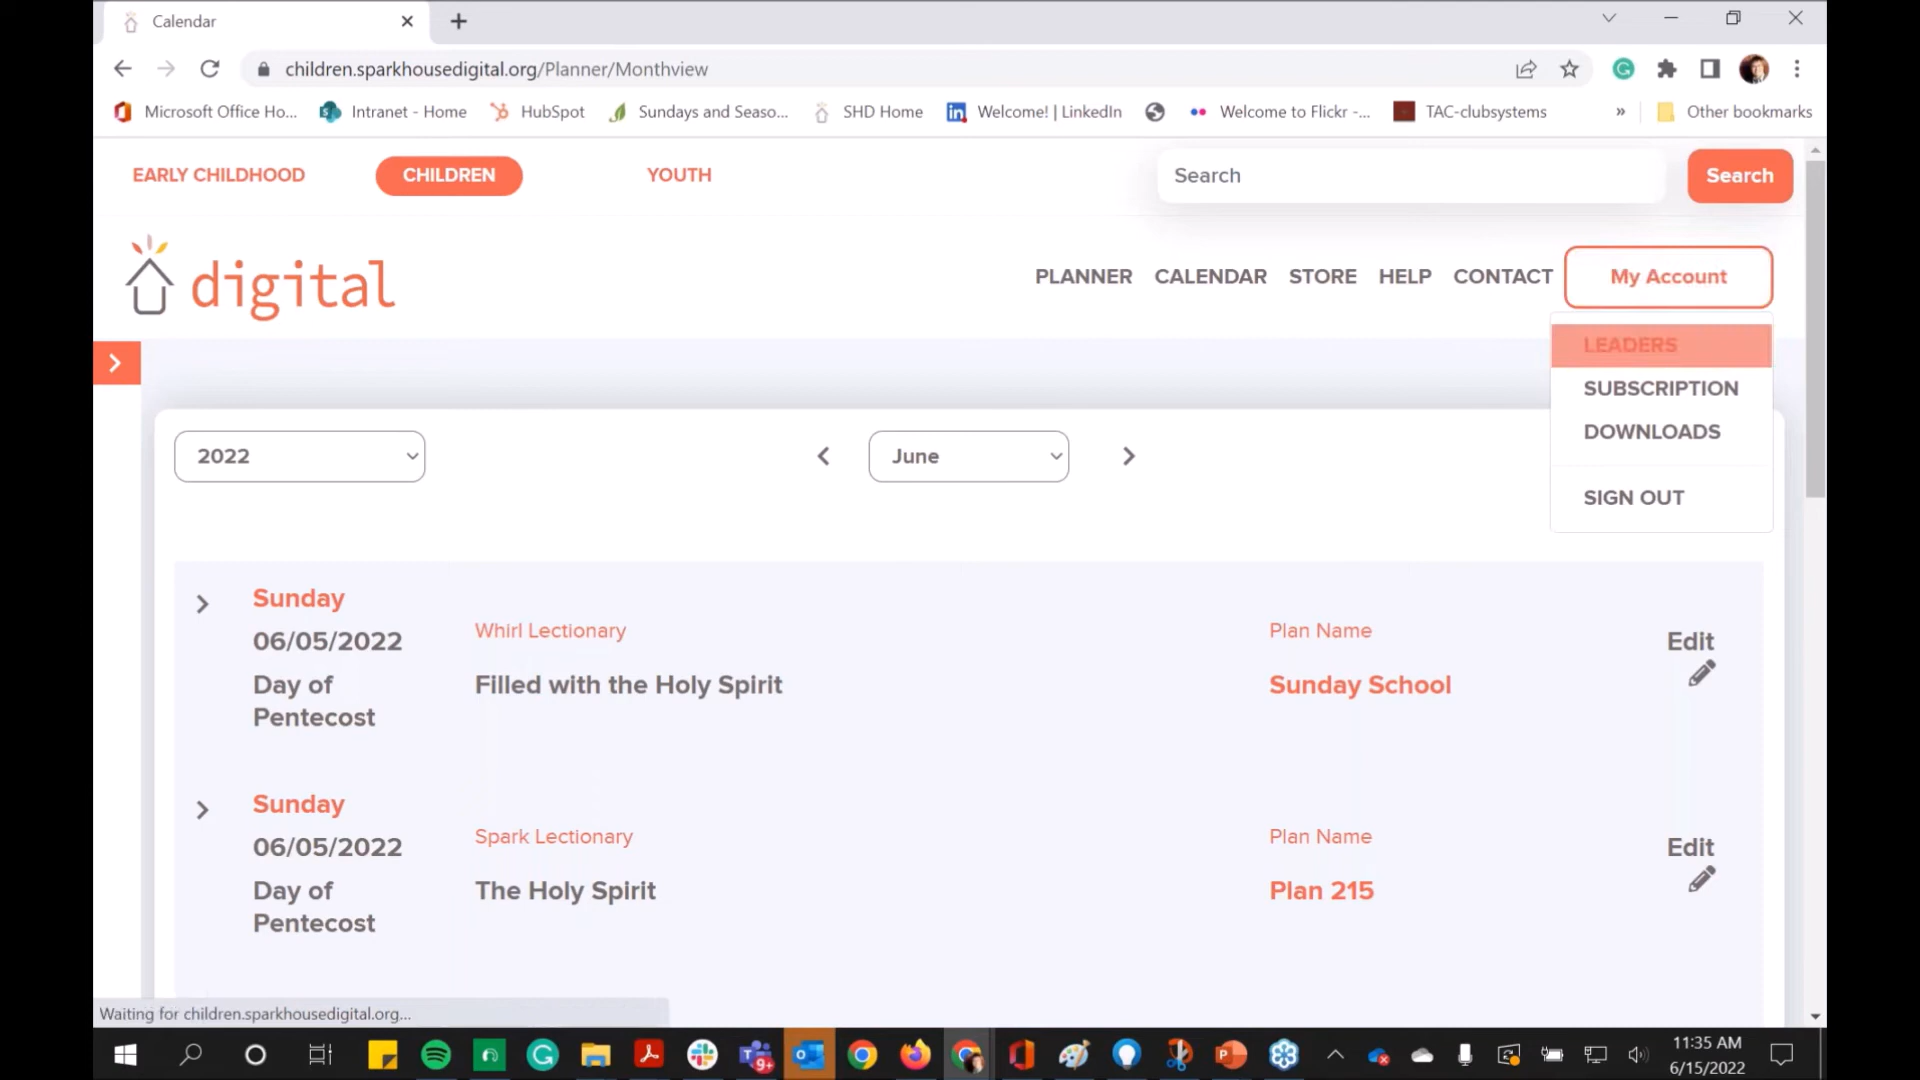 Calendar
children.sparkhousedigital.org/Planner/Monthview
Microsoft Office Ho... Intranet - Home HubSpot Sundays and Seaso... SHD Home Welcome! | LinkedIn Welcome to Flickr -... TAC-clubsystems » Other bookmarks
EARLY CHILDHOOD CHILDREN YOUTH Search Search
digital PLANNER CALENDAR STORE HELP CONTACT My Account
LEADERS
SUBSCRIPTION
DOWNLOADS
SIGN OUT
2022 June
Sunday
06/05/2022
Day of
Pentecost
Whirl Lectionary
Filled with the Holy Spirit
Plan Name
Sunday School
Edit
Sunday
06/05/2022
Day of
Pentecost
Spark Lectionary
The Holy Spirit
Plan Name
Plan 215
Edit
Waiting for children.sparkhousedigital.org...
9+
11:35 AM
6/15/2022